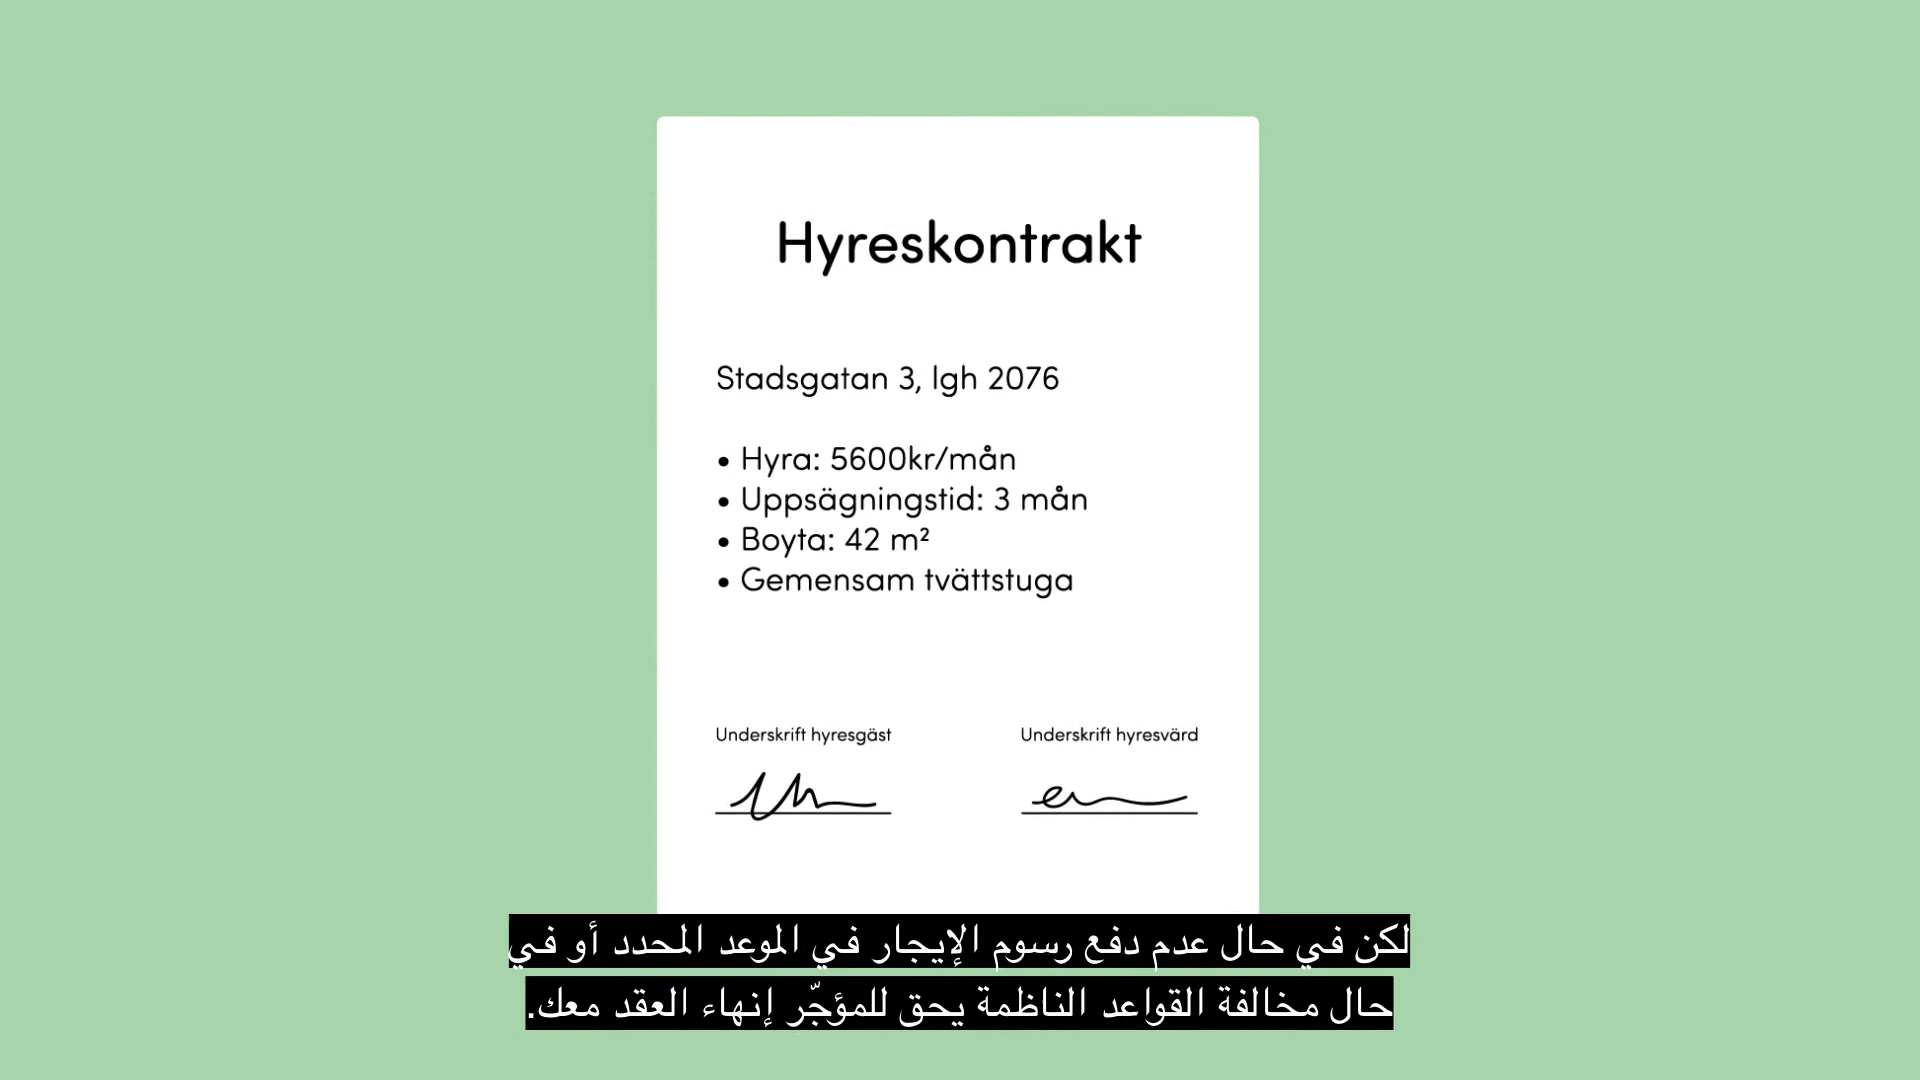 Hyreskontrakt
Stadsgatan 3, lgh 2076
• Hyra: 5600kr/mån
• Uppsägningstid: 3 mån
• Boyta: 42 m²
• Gemensam tvättstuga
Underskrift hyresgäst
Underskrift hyresvärd
لكن في حال عدم دفع رسوم الإيجار في الموعد المحدد أو في
حال مخالفة القواعد الناظمة يحق للمؤجّر إنهاء العقد معك.